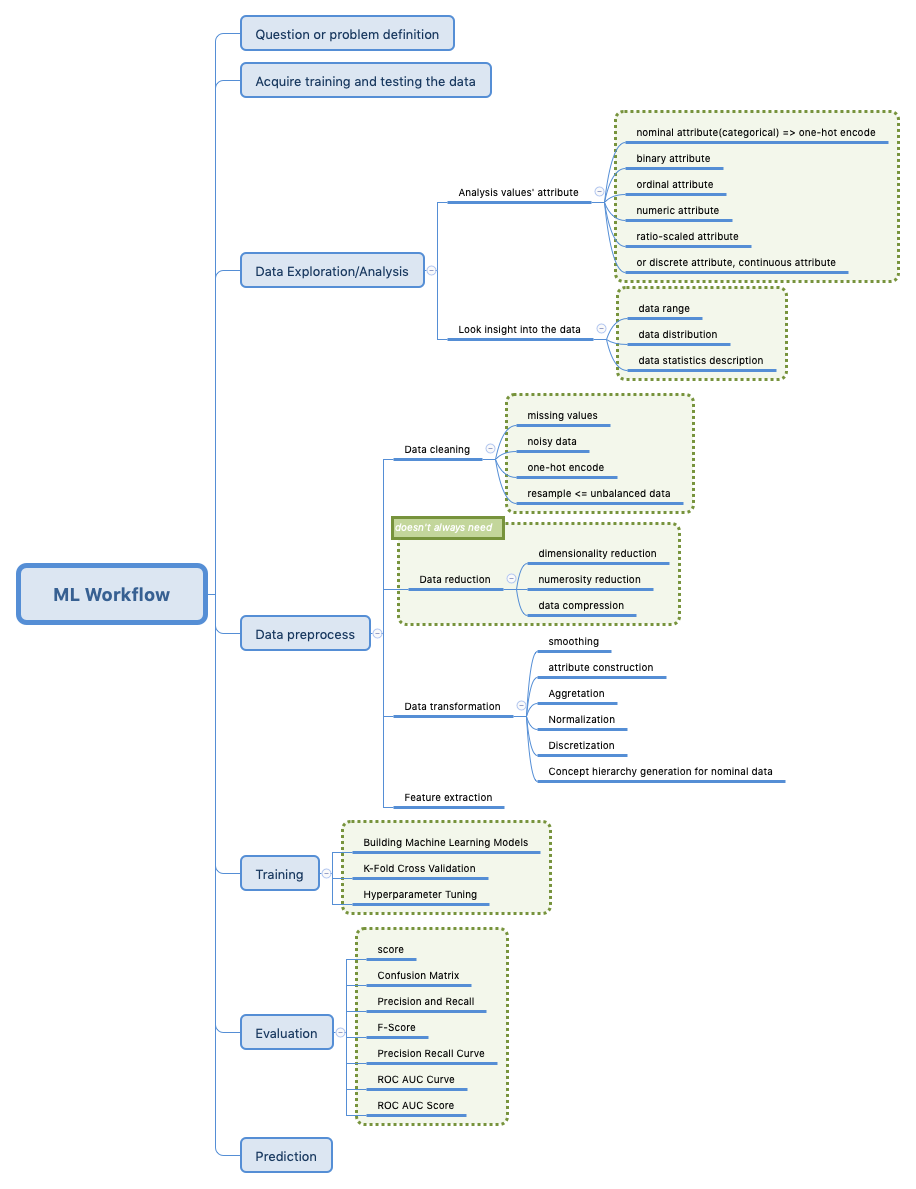 Question or problem definition
Acquire training and testing the data
nominal attribute(categorical) => one-hot encode
binary attribute
Analysis values' attribute
ordinal attribute
numeric attribute
ratio-scaled attribute
or discrete attribute, continuous attribute
Data Exploration/Analysis
data range
Look insight into the data
data distribution
data statistics description
missing values
noisy data
Data cleaning
one-hot encode
resample <= unbalanced data
doesn't always need
dimensionality reduction
Data reduction
numerosity reduction
data compression
ML Workflow
Data preprocess
smoothing
attribute construction
Aggretation
Data transformation
Normalization
Discretization
Concept hierarchy generation for nominal data
Feature extraction
Building Machine Learning Models
Training
K-Fold Cross Validation
Hyperparameter Tuning
score
Confusion Matrix
Precision and Recall
Evaluation
F-Score
Precision Recall Curve
ROC AUC Curve
ROC AUC Score
Prediction